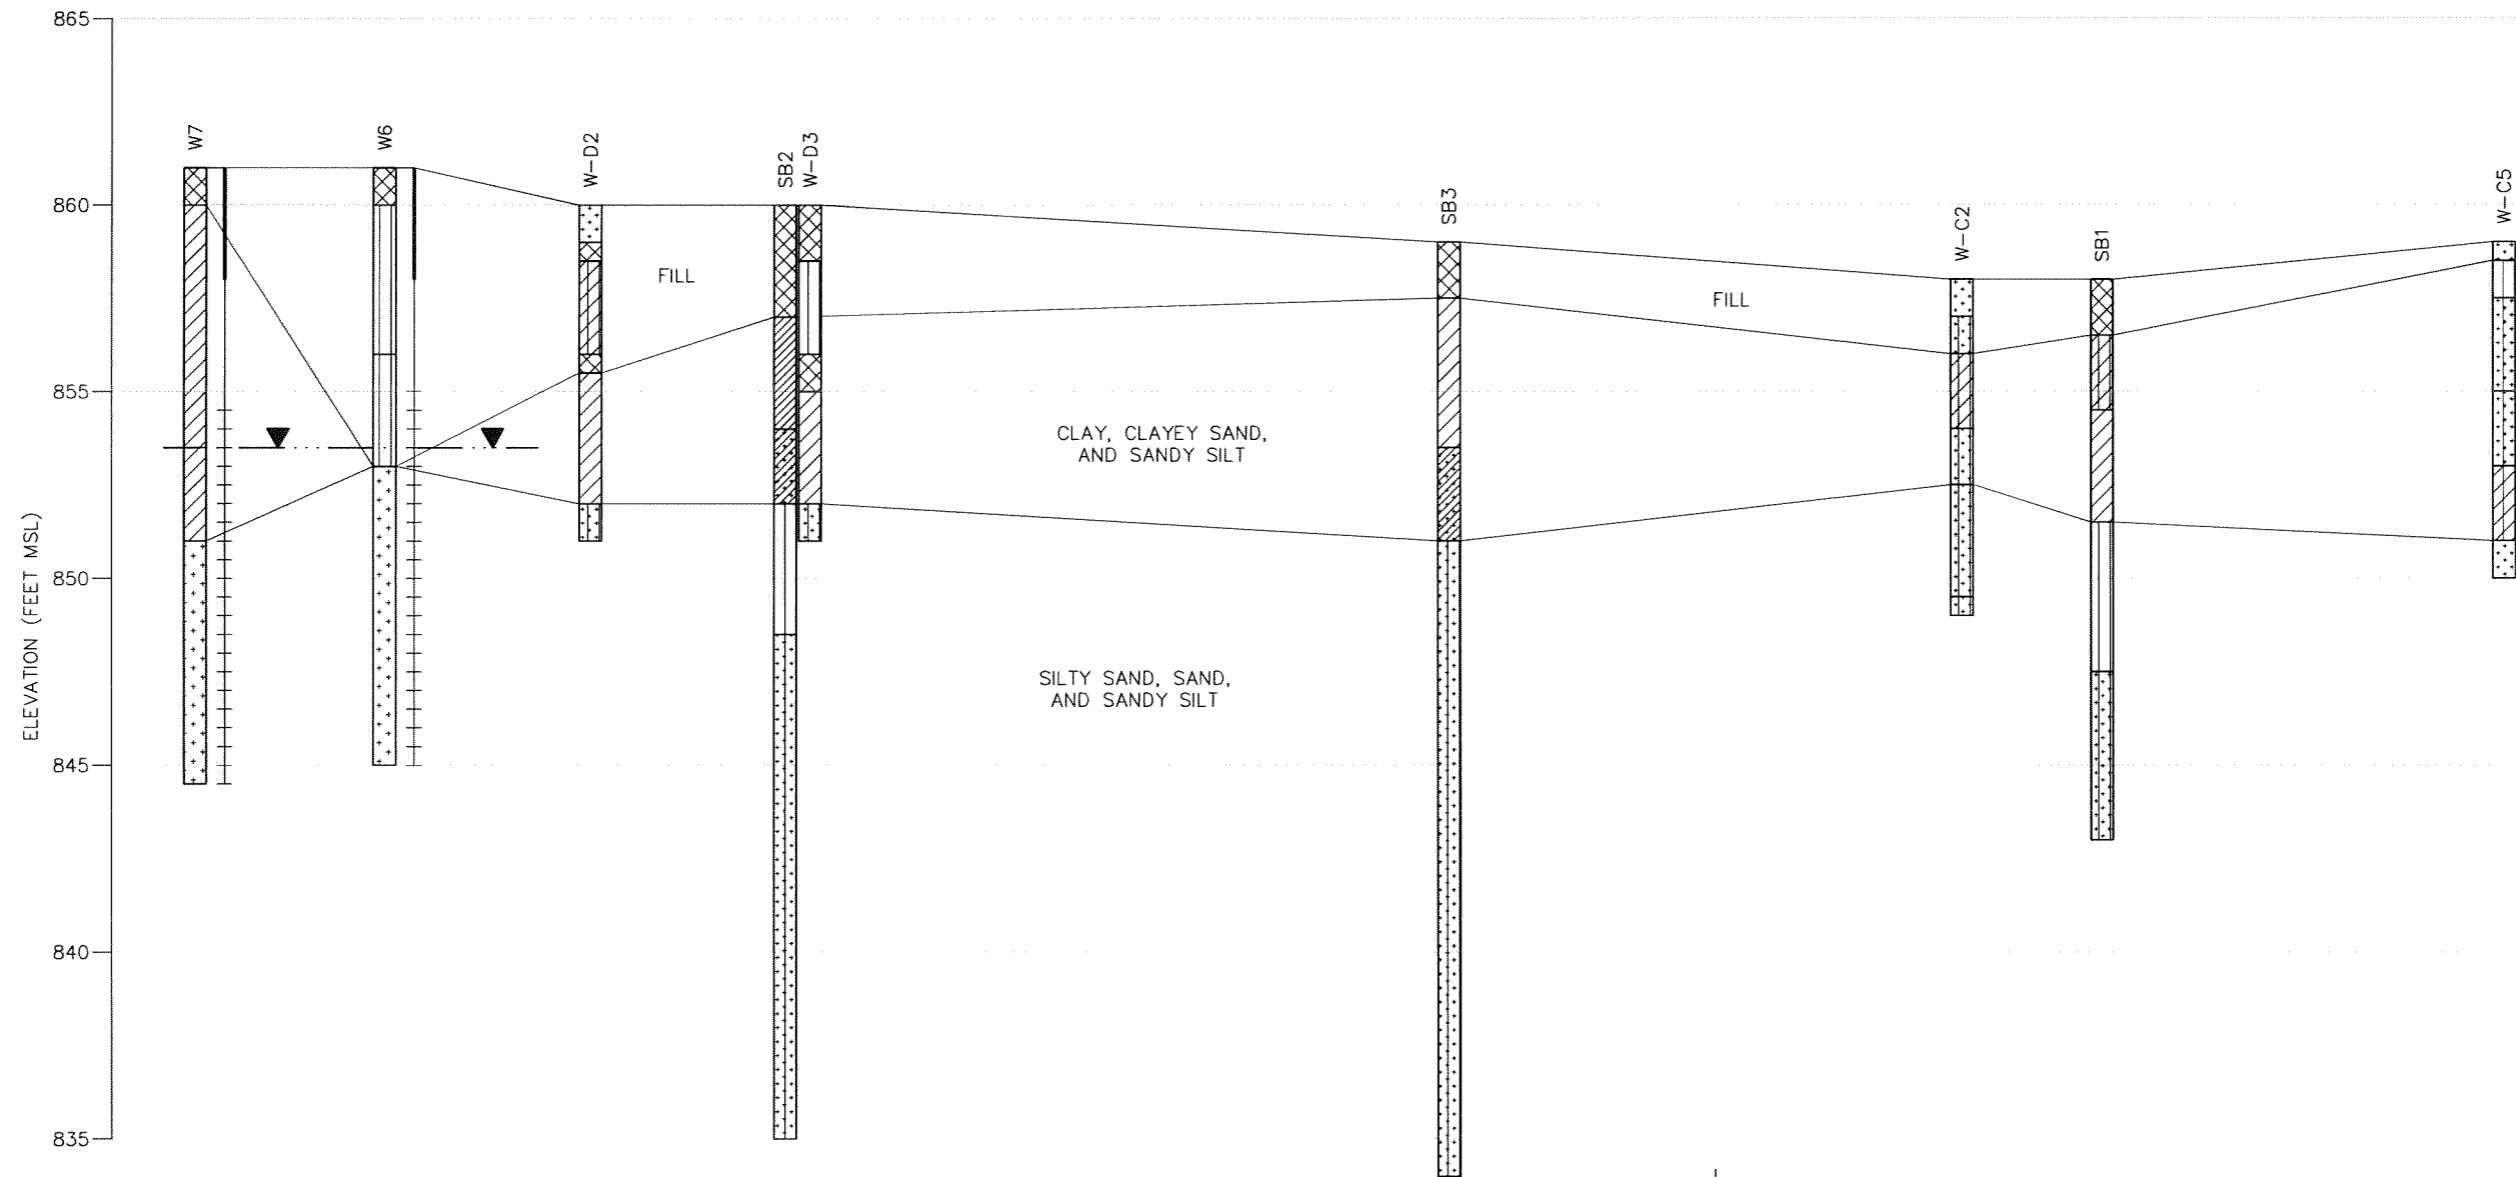 865
W7
W6
W-D2
SB2
W-D3
SB3
W-C2
SB1
W-C5
860
FILL
FILL
855
CLAY, CLAYEY SAND,
AND SANDY SILT
ELEVATION (FEET MSL)
850
SILTY SAND, SAND,
AND SANDY SILT
845
840
835